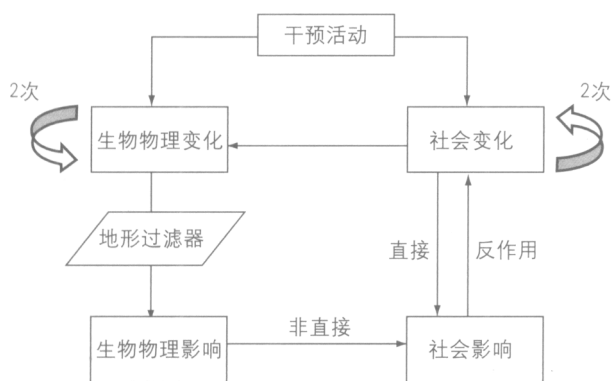 干预活动
2次
2次
生物物理变化
社会变化
地形过滤器
直接
反作用
非直接
生物物理影响
社会影响